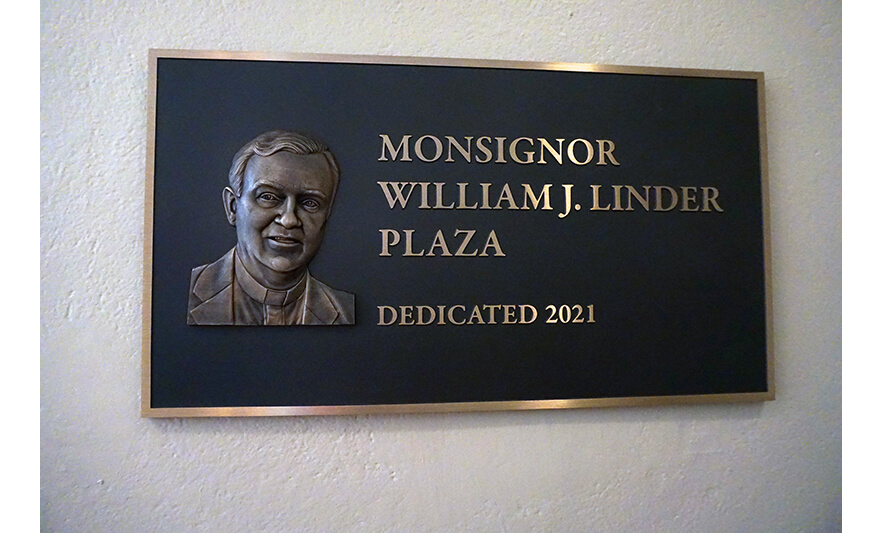 MONSIGNOR
WILLIAM J. LINDER
PLAZA
DEDICATED 2021